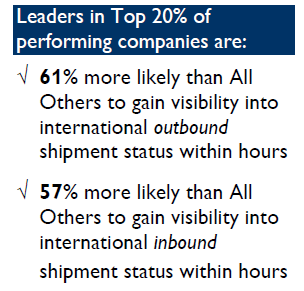 Leaders in Top 20% of
performing companies are:
√ 61% more likely than All
Others to gain visibility into
international outbound
shipment status within hours
√ 57% more likely than All
Others to gain visibility into
international inbound
shipment status within hours